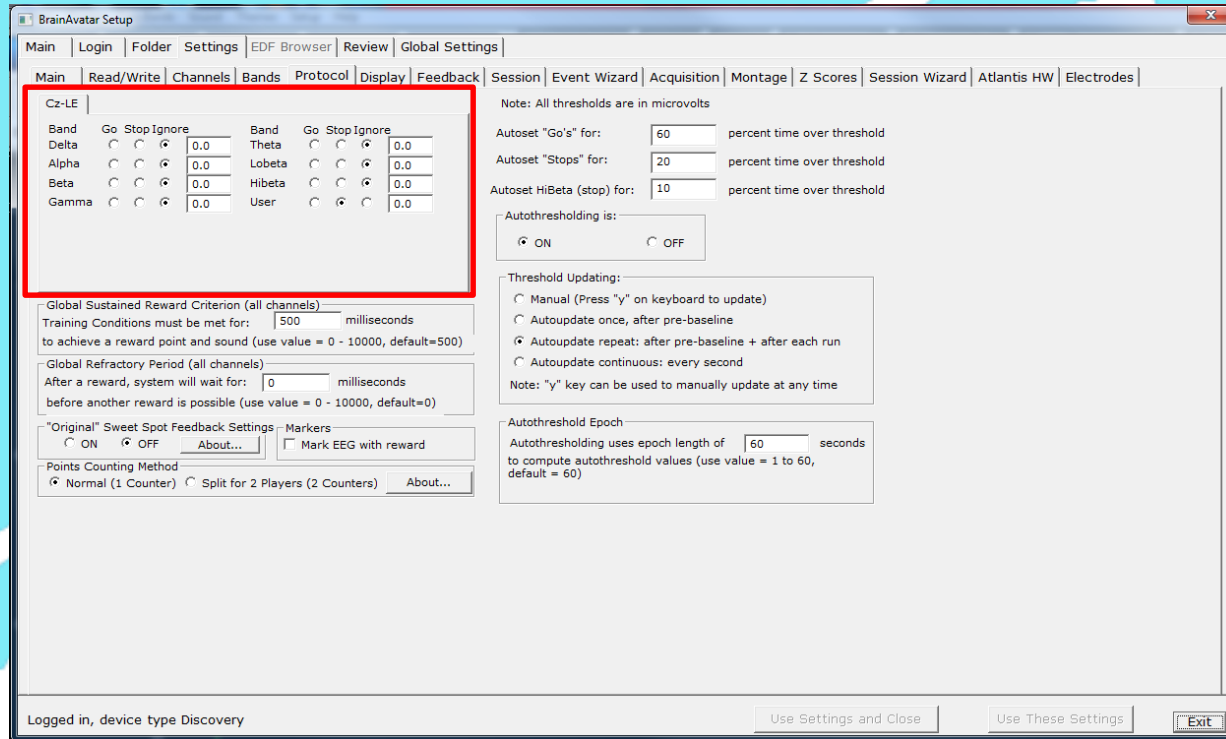 BrainAvatar Setup
Main Login Folder Settings EDF Browser Review Global Settings
Main Read/Write Channels Bands Protocol Display Feedback Session Event Wizard Acquisition Montage Z Scores Session Wizard Atlantis HW Electrodes
Cz-LE
Band Go Stop Ignore Band Go Stop Ignore
Delta 0.0 Theta 0.0
Alpha 0.0 Lobeta 0.0
Beta 0.0 Hibeta 0.0
Gamma 0.0 User 0.0
Global Sustained Reward Criterion (all channels)
Training Conditions must be met for: 500 milliseconds
to achieve a reward point and sound (use value = 0 - 10000, default=500)
Global Refractory Period (all channels)
After a reward, system will wait for: 0 milliseconds
before another reward is possible (use value = 0 - 10000, default=0)
"Original" Sweet Spot Feedback Settings Markers
ON OFF About... Mark EEG with reward
Points Counting Method
Normal (1 Counter) Split for 2 Players (2 Counters) About...
Note: All thresholds are in microvolts
Autoset "Go's" for: 60 percent time over threshold
Autoset "Stops" for: 20 percent time over threshold
Autoset HiBeta (stop) for: 10 percent time over threshold
Autothresholding is:
ON OFF
Threshold Updating:
Manual (Press "y" on keyboard to update)
Autoupdate once, after pre-baseline
Autoupdate repeat: after pre-baseline + after each run
Autoupdate continuous: every second
Note: "y" key can be used to manually update at any time
Autothreshold Epoch
Autothresholding uses epoch length of 60 seconds
to compute autothreshold values (use value = 1 to 60,
default = 60)
Logged in, device type Discovery Use Settings and Close Use These Settings Exit